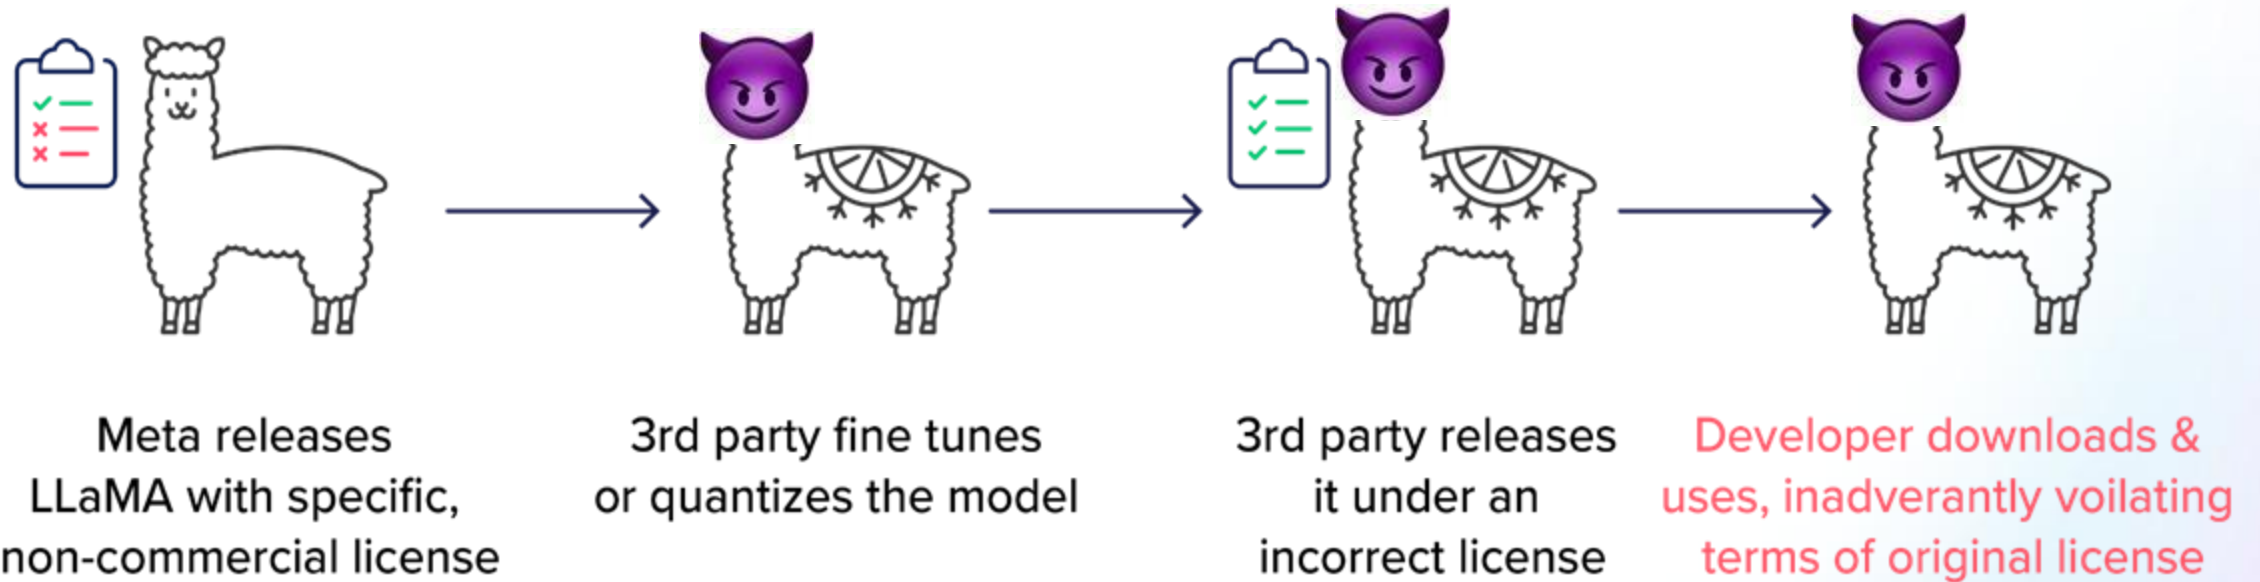 Meta releases
LLaMA with specific,
non-commercial license
3rd party fine tunes
or quantizes the model
3rd party releases
it under an
incorrect license
Developer downloads &
uses, inadverantly voilating
terms of original license